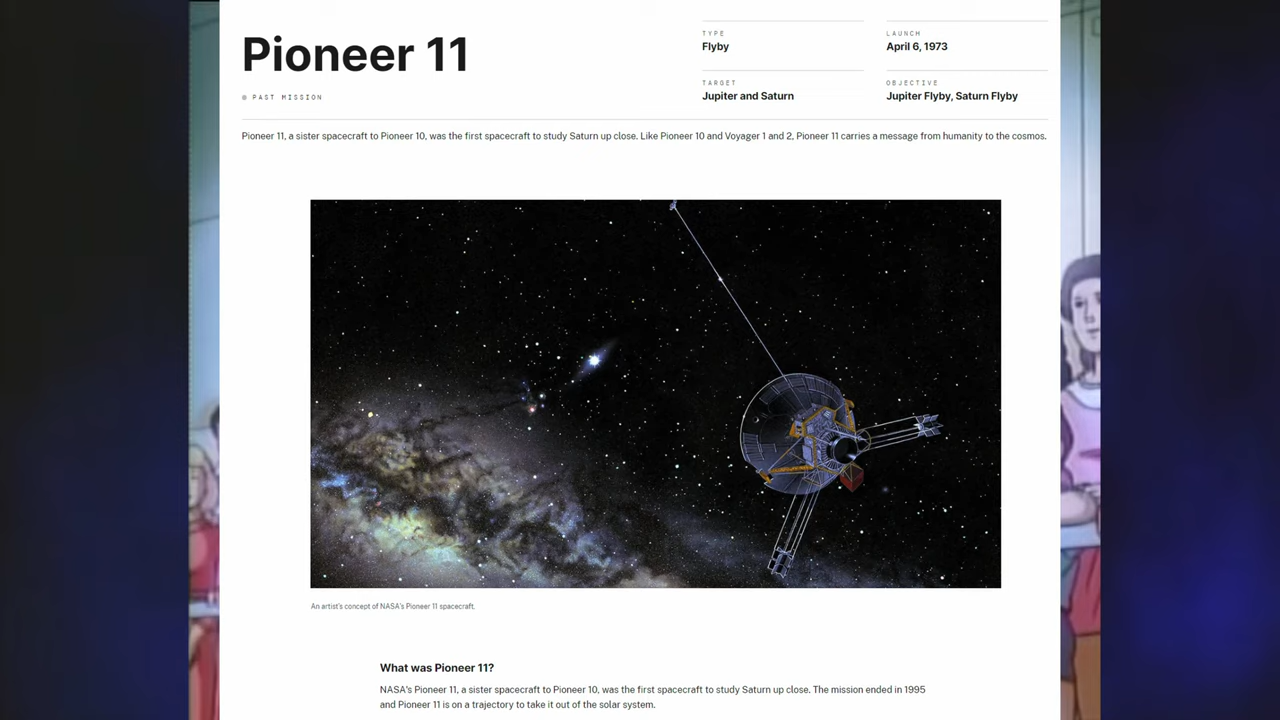 Pioneer 11
PAST MISSION
TYPE
Flyby
LAUNCH
April 6, 1973
TARGET
Jupiter and Saturn
OBJECTIVE
Jupiter Flyby, Saturn Flyby
Pioneer 11, a sister spacecraft to Pioneer 10, was the first spacecraft to study Saturn up close. Like Pioneer 10 and Voyager 1 and 2, Pioneer 11 carries a message from humanity to the cosmos.
An artist's concept of NASA's Pioneer 11 spacecraft.
What was Pioneer 11?
NASA's Pioneer 11, a sister spacecraft to Pioneer 10, was the first spacecraft to study Saturn up close. The mission ended in 1995
and Pioneer 11 is on a trajectory to take it out of the solar system.